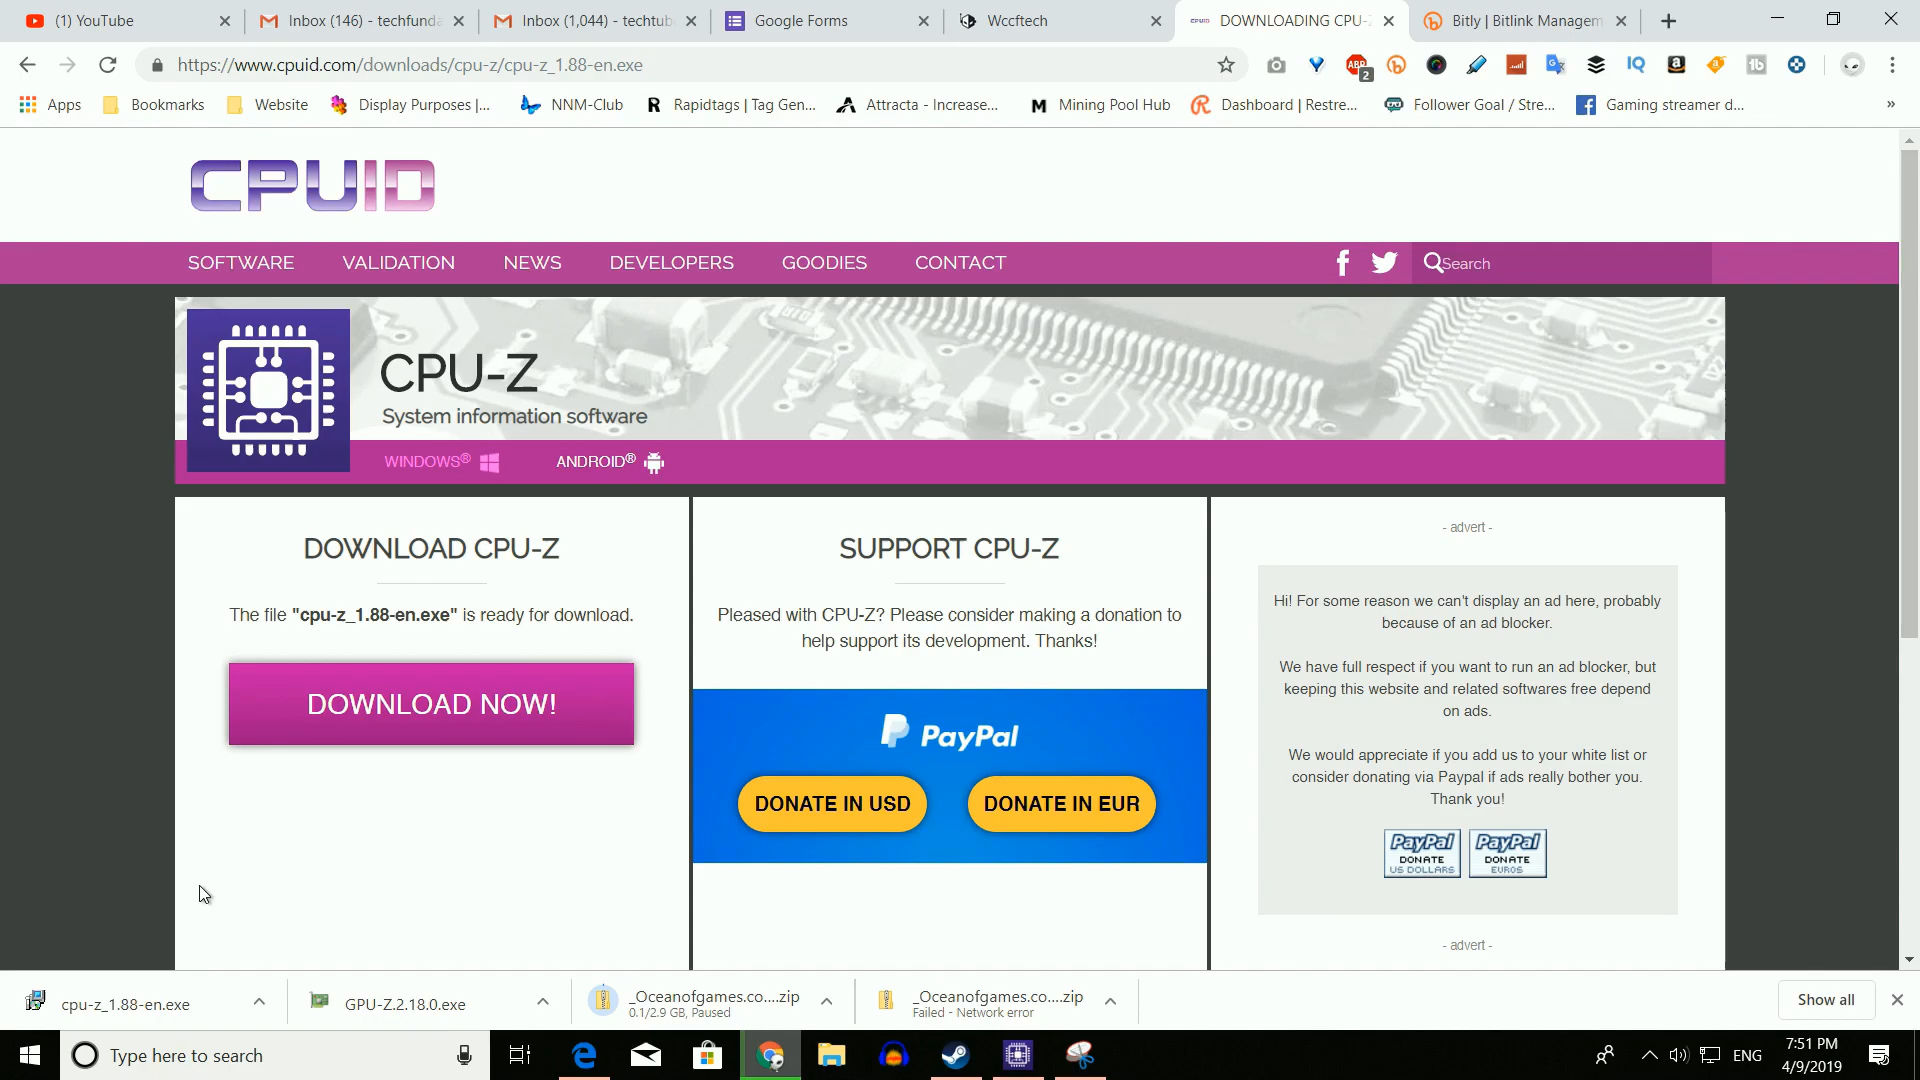 (1) YouTube
Inbox (146) - techfunda
Inbox (1,044) - techtub
Google Forms
Wccftech
DOWNLOADING CPU-Z
Bitly | Bitlink Managem
https://www.cpuid.com/downloads/cpu-z/cpu-z_1.88-en.exe
ABP
2
IQ
a
tb
Apps
Bookmarks
Website
Display Purposes |...
NNM-Club
R Rapidtags | Tag Gen...
Attracta - Increase...
M Mining Pool Hub
Dashboard | Restre...
Follower Goal / Stre...
Gaming streamer d...
»
CPUID
SOFTWARE VALIDATION NEWS DEVELOPERS GOODIES CONTACT
Search
CPU-Z
System information software
WINDOWS®
ANDROID®
DOWNLOAD CPU-Z
The file "cpu-z_1.88-en.exe" is ready for download.
DOWNLOAD NOW!
SUPPORT CPU-Z
Pleased with CPU-Z? Please consider making a donation to
help support its development. Thanks!
PayPal
DONATE IN USD
DONATE IN EUR
- advert -
Hi! For some reason we can't display an ad here, probably
because of an ad blocker.
We have full respect if you want to run an ad blocker, but
keeping this website and related softwares free depend
on ads.
We would appreciate if you add us to your white list or
consider donating via Paypal if ads really bother you.
Thank you!
PayPal
DONATE
US DOLLARS
PayPal
DONATE
EUROS
- advert -
cpu-z_1.88-en.exe
GPU-Z.2.18.0.exe
_Oceanofgames.co....zip
0.1/2.9 GB, Paused
_Oceanofgames.co....zip
Failed - Network error
Show all
Type here to search
ENG
7:51 PM
4/9/2019